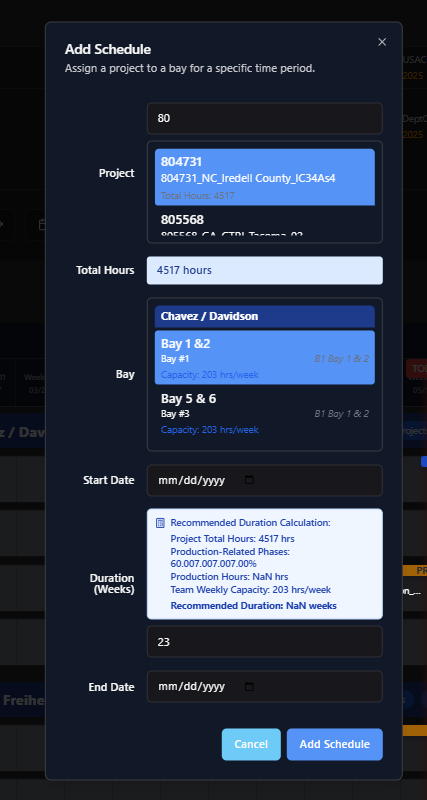 Add Schedule
Assign a project to a bay for a specific time period.
80
Project
804731
804731_NC_Iredell County_IC34As4
Total Hours: 4517
805568
Total Hours
4517 hours
Bay
Chavez / Davidson
Bay 1 &2
Bay #1
B1 Bay 1 & 2
Capacity: 203 hrs/week
Bay 5 & 6
Bay #3
B1 Bay 1 & 2
Capacity: 203 hrs/week
Start Date
mm/dd/yyyy
Duration
(Weeks)
Recommended Duration Calculation:
Project Total Hours: 4517 hrs
Production-Related Phases:
60.007.007.007.00%
Production Hours: NaN hrs
Team Weekly Capacity: 203 hrs/week
Recommended Duration: NaN weeks
23
End Date
mm/dd/yyyy
Cancel
Add Schedule
USAC
2025
2025
z / Dav
Freihe